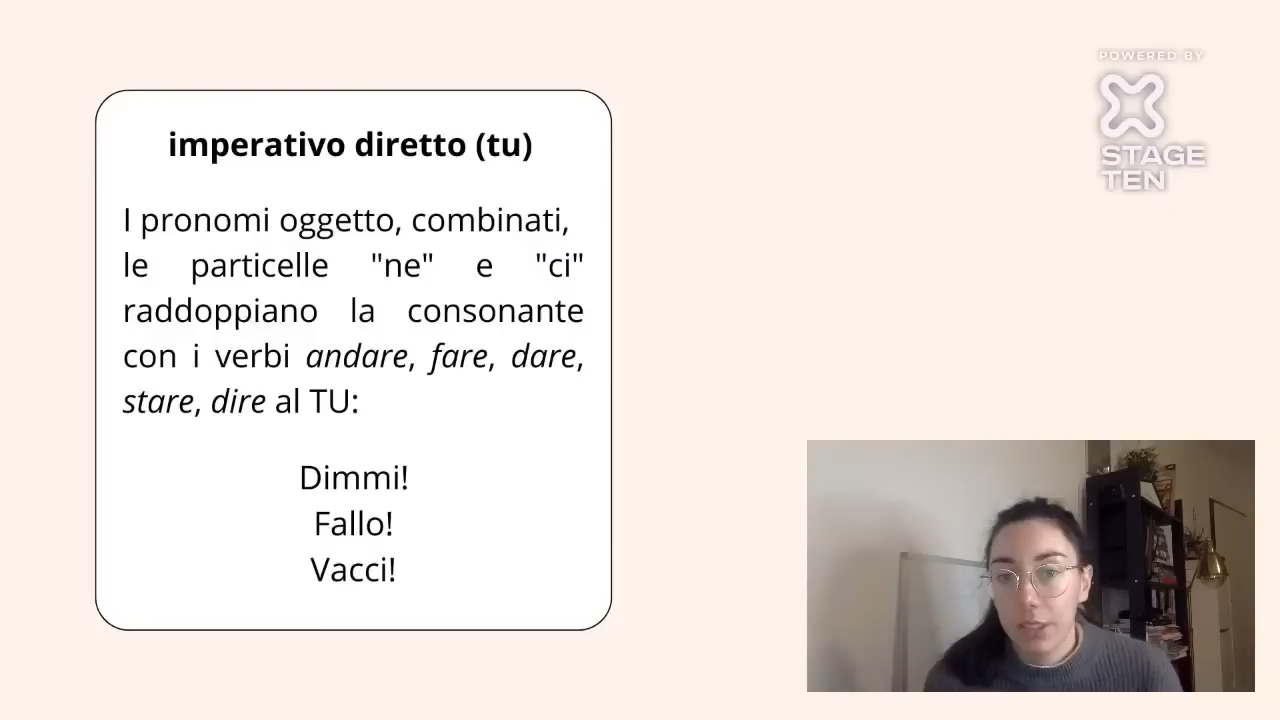 imperativo diretto (tu)
I pronomi oggetto, combinati,
le particelle "ne" e "ci"
raddoppiano la consonante
con i verbi andare, fare, dare,
stare, dire al TU:
Dimmi!
Fallo!
Vacci!
POWERED BY
STAGE
TEN